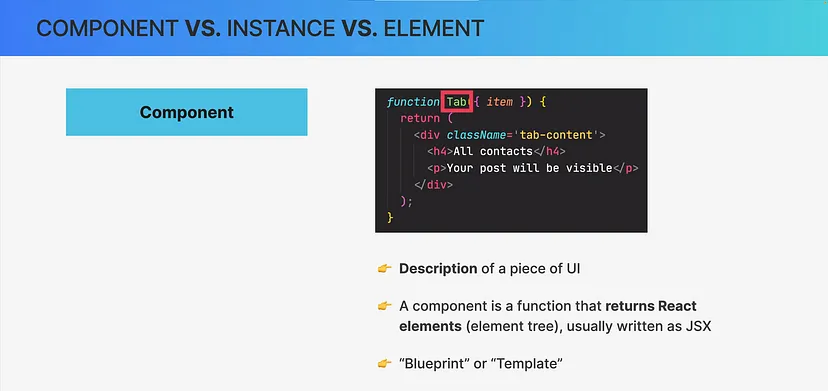 COMPONENT VS. INSTANCE VS. ELEMENT
Component
function Tab({ item }) {
return (
<div className='tab-content'>
<h4>All contacts</h4>
<p>Your post will be visible</p>
</div>
);
}
👉 Description of a piece of UI
👉 A component is a function that returns React
elements (element tree), usually written as JSX
👉 “Blueprint” or “Template”